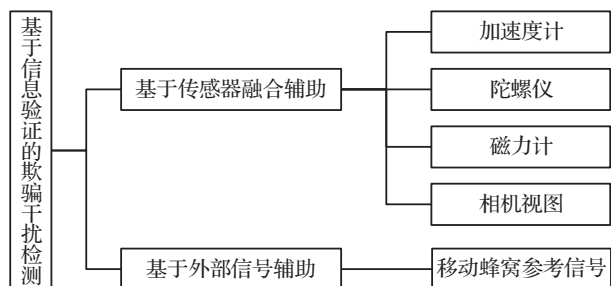 基于信息验证的欺骗干扰检测
基于传感器融合辅助
加速度计
陀螺仪
磁力计
相机视图
基于外部信号辅助
移动蜂窝参考信号